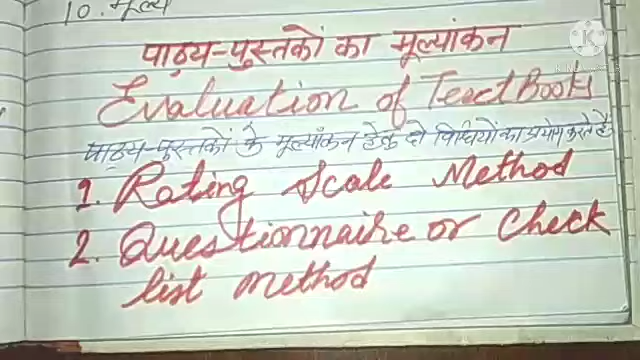 10. मूल्य
पाठ्य-पुस्तकों का मूल्यांकन
Evaluation of Text Books
पाठ्य-पुस्तकों के मूल्यांकन हेतु दो विधियों का प्रयोग करते है
1. Rating Scale Method
2. Questionnaire or Check
list method